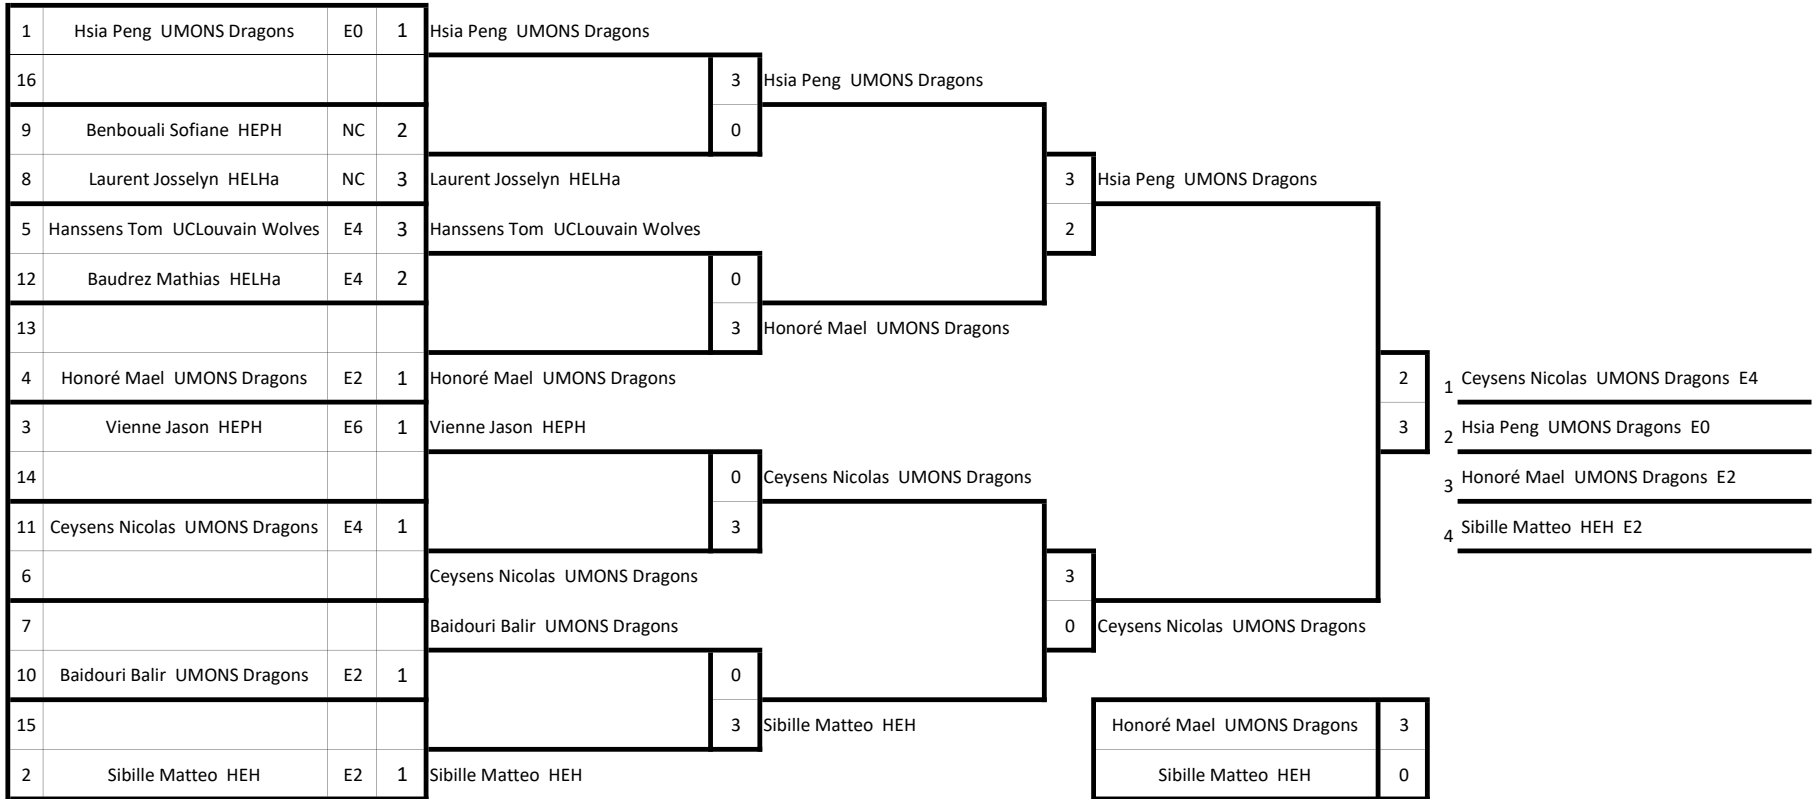 1 Hsia Peng UMONS Dragons E0 1 Hsia Peng UMONS Dragons
16 3 Hsia Peng UMONS Dragons
9 Benbouali Sofiane HEPH NC 2 0
8 Laurent Josselyn HELHa NC 3 Laurent Josselyn HELHa 3 Hsia Peng UMONS Dragons
5 Hanssens Tom UCLouvain Wolves E4 3 Hanssens Tom UCLouvain Wolves 2
12 Baudrez Mathias HELHa E4 2 0
13 3 Honoré Mael UMONS Dragons
4 Honoré Mael UMONS Dragons E2 1 Honoré Mael UMONS Dragons 2 1 Ceysens Nicolas UMONS Dragons E4
3 Vienne Jason HEPH E6 1 Vienne Jason HEPH 3 2 Hsia Peng UMONS Dragons E0
14 0 Ceysens Nicolas UMONS Dragons 3 Honoré Mael UMONS Dragons E2
11 Ceysens Nicolas UMONS Dragons E4 1 3 4 Sibille Matteo HEH E2
6 Ceysens Nicolas UMONS Dragons 3
7 Baidouri Balir UMONS Dragons 0 Ceysens Nicolas UMONS Dragons
10 Baidouri Balir UMONS Dragons E2 1 0
15 3 Sibille Matteo HEH Honoré Mael UMONS Dragons 3
2 Sibille Matteo HEH E2 1 Sibille Matteo HEH Sibille Matteo HEH 0